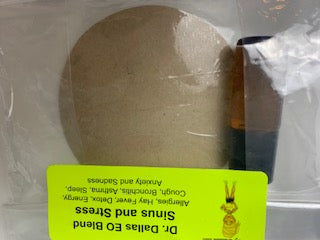 Dr. Dallas EO Blend
Sinus and Stress
Allergies, Hay Fever, Detox, Energy,
Cough, Bronchitis, Asthma, Sleep,
Anxiety and Sadness